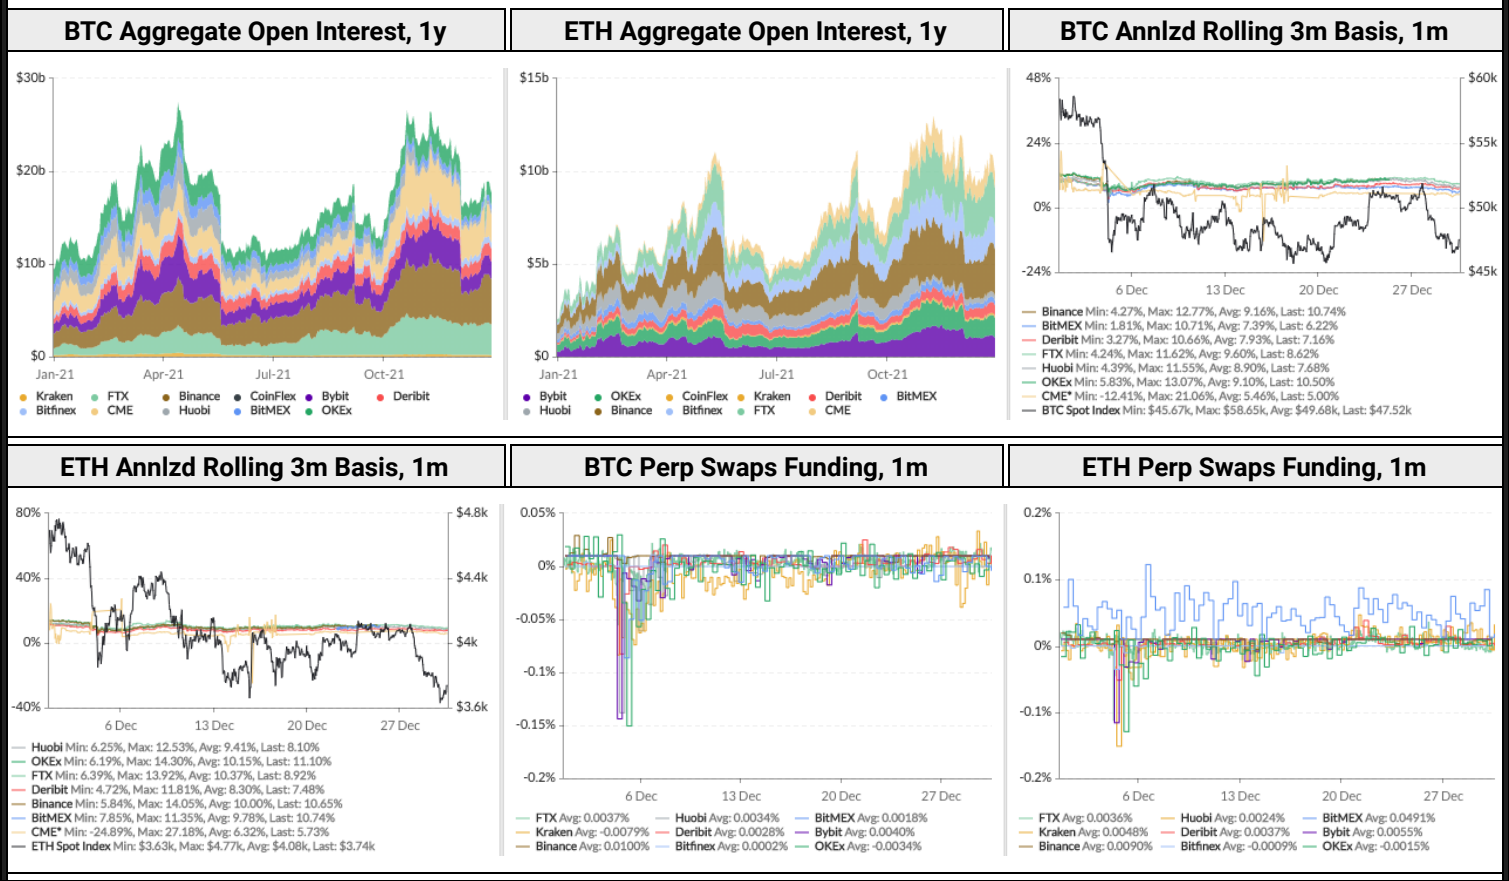 BTC Aggregate Open Interest, 1y
$30b
$20b
$10b
$0
Jan-21 Apr-21 Jul-21 Oct-21
Kraken FTX Binance CoinFlex Bybit Deribit
Bitfinex CME Huobi BitMEX OKEx
ETH Aggregate Open Interest, 1y
$15b
$10b
$5b
$0
Jan-21 Apr-21 Jul-21 Oct-21
Bybit OKEx CoinFlex Kraken Deribit BitMEX
Huobi Binance Bitfinex FTX CME
BTC Annlzd Rolling 3m Basis, 1m
48% $60k
24% $55k
0% $50k
-24% $45k
6 Dec 13 Dec 20 Dec 27 Dec
Binance Min: 4.27%, Max: 12.77%, Avg: 9.16%, Last: 10.74%
BitMEX Min: 1.81%, Max: 10.71%, Avg: 7.39%, Last: 6.22%
Deribit Min: 3.27%, Max: 10.66%, Avg: 7.93%, Last: 7.16%
FTX Min: 4.24%, Max: 11.62%, Avg: 9.60%, Last: 8.62%
Huobi Min: 4.39%, Max: 11.55%, Avg: 8.90%, Last: 7.68%
OKEx Min: 5.83%, Max: 13.07%, Avg: 9.10%, Last: 10.50%
CME* Min: -12.41%, Max: 21.06%, Avg: 5.46%, Last: 5.00%
BTC Spot Index Min: $45.67k, Max: $58.65k, Avg: $49.68k, Last: $47.52k
ETH Annlzd Rolling 3m Basis, 1m
80% $4.8k
40% $4.4k
0% $4k
-40% $3.6k
6 Dec 13 Dec 20 Dec 27 Dec
Huobi Min: 6.25%, Max: 12.53%, Avg: 9.41%, Last: 8.10%
OKEx Min: 6.19%, Max: 14.30%, Avg: 10.15%, Last: 11.10%
FTX Min: 6.39%, Max: 13.92%, Avg: 10.37%, Last: 8.92%
Deribit Min: 4.72%, Max: 11.81%, Avg: 8.30%, Last: 7.48%
Binance Min: 5.84%, Max: 14.05%, Avg: 10.00%, Last: 10.65%
BitMEX Min: 7.85%, Max: 11.35%, Avg: 9.78%, Last: 10.74%
CME* Min: -24.89%, Max: 27.18%, Avg: 6.32%, Last: 5.73%
ETH Spot Index Min: $3.63k, Max: $4.77k, Avg: $4.08k, Last: $3.74k
BTC Perp Swaps Funding, 1m
0.05%
0%
-0.05%
-0.1%
-0.15%
-0.2%
6 Dec 13 Dec 20 Dec 27 Dec
FTX Avg: 0.0037% Huobi Avg: 0.0034% BitMEX Avg: 0.0018%
Kraken Avg: -0.0079% Deribit Avg: 0.0028% Bybit Avg: 0.0040%
Binance Avg: 0.0100% Bitfinex Avg: 0.0002% OKEx Avg: -0.0034%
ETH Perp Swaps Funding, 1m
0.2%
0.1%
0%
-0.1%
-0.2%
6 Dec 13 Dec 20 Dec 27 Dec
FTX Avg: 0.0036% Huobi Avg: 0.0024% BitMEX Avg: 0.0491%
Kraken Avg: 0.0048% Deribit Avg: 0.0037% Bybit Avg: 0.0055%
Binance Avg: 0.0090% Bitfinex Avg: -0.0009% OKEx Avg: -0.0015%